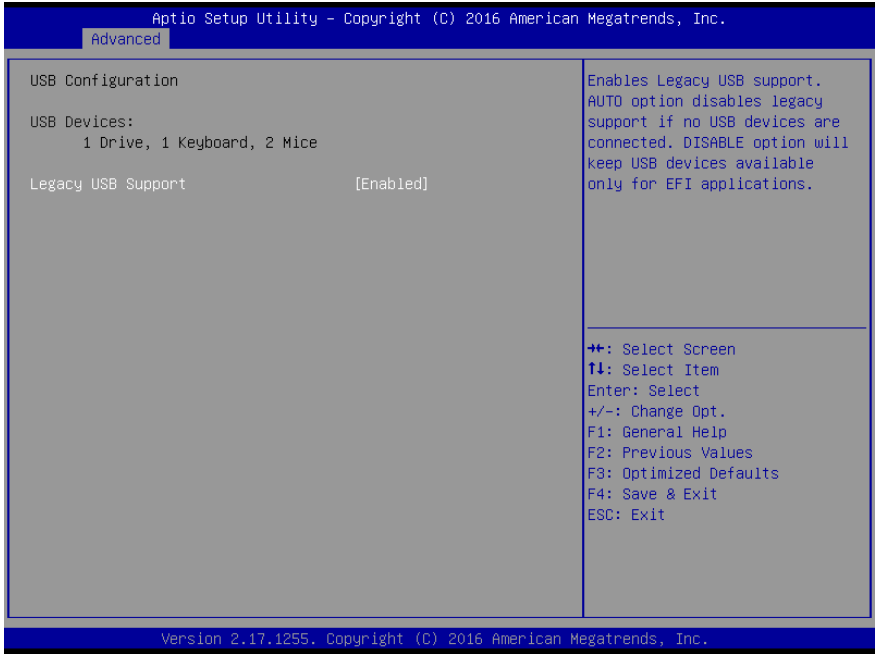 Aptio Setup Utility – Copyright (C) 2016 American Megatrends, Inc.
Advanced
USB Configuration
USB Devices:
1 Drive, 1 Keyboard, 2 Mice
Legacy USB Support [Enabled]
Enables Legacy USB support.
AUTO option disables legacy
support if no USB devices are
connected. DISABLE option will
keep USB devices available
only for EFI applications.
→←: Select Screen
↑↓: Select Item
Enter: Select
+/-: Change Opt.
F1: General Help
F2: Previous Values
F3: Optimized Defaults
F4: Save & Exit
ESC: Exit
Version 2.17.1255. Copyright (C) 2016 American Megatrends, Inc.